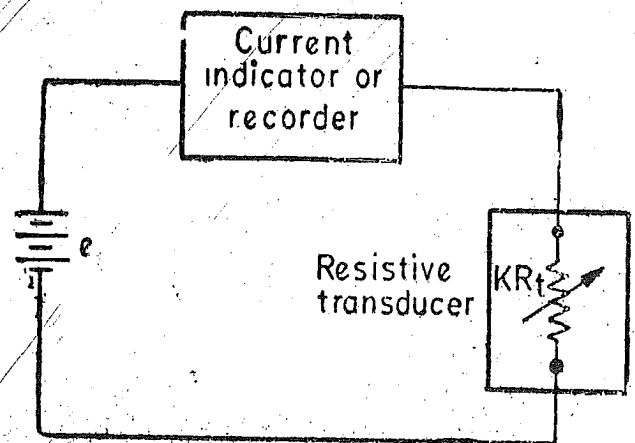 Current
indicator or
recorder
e
Resistive
transducer
KRt